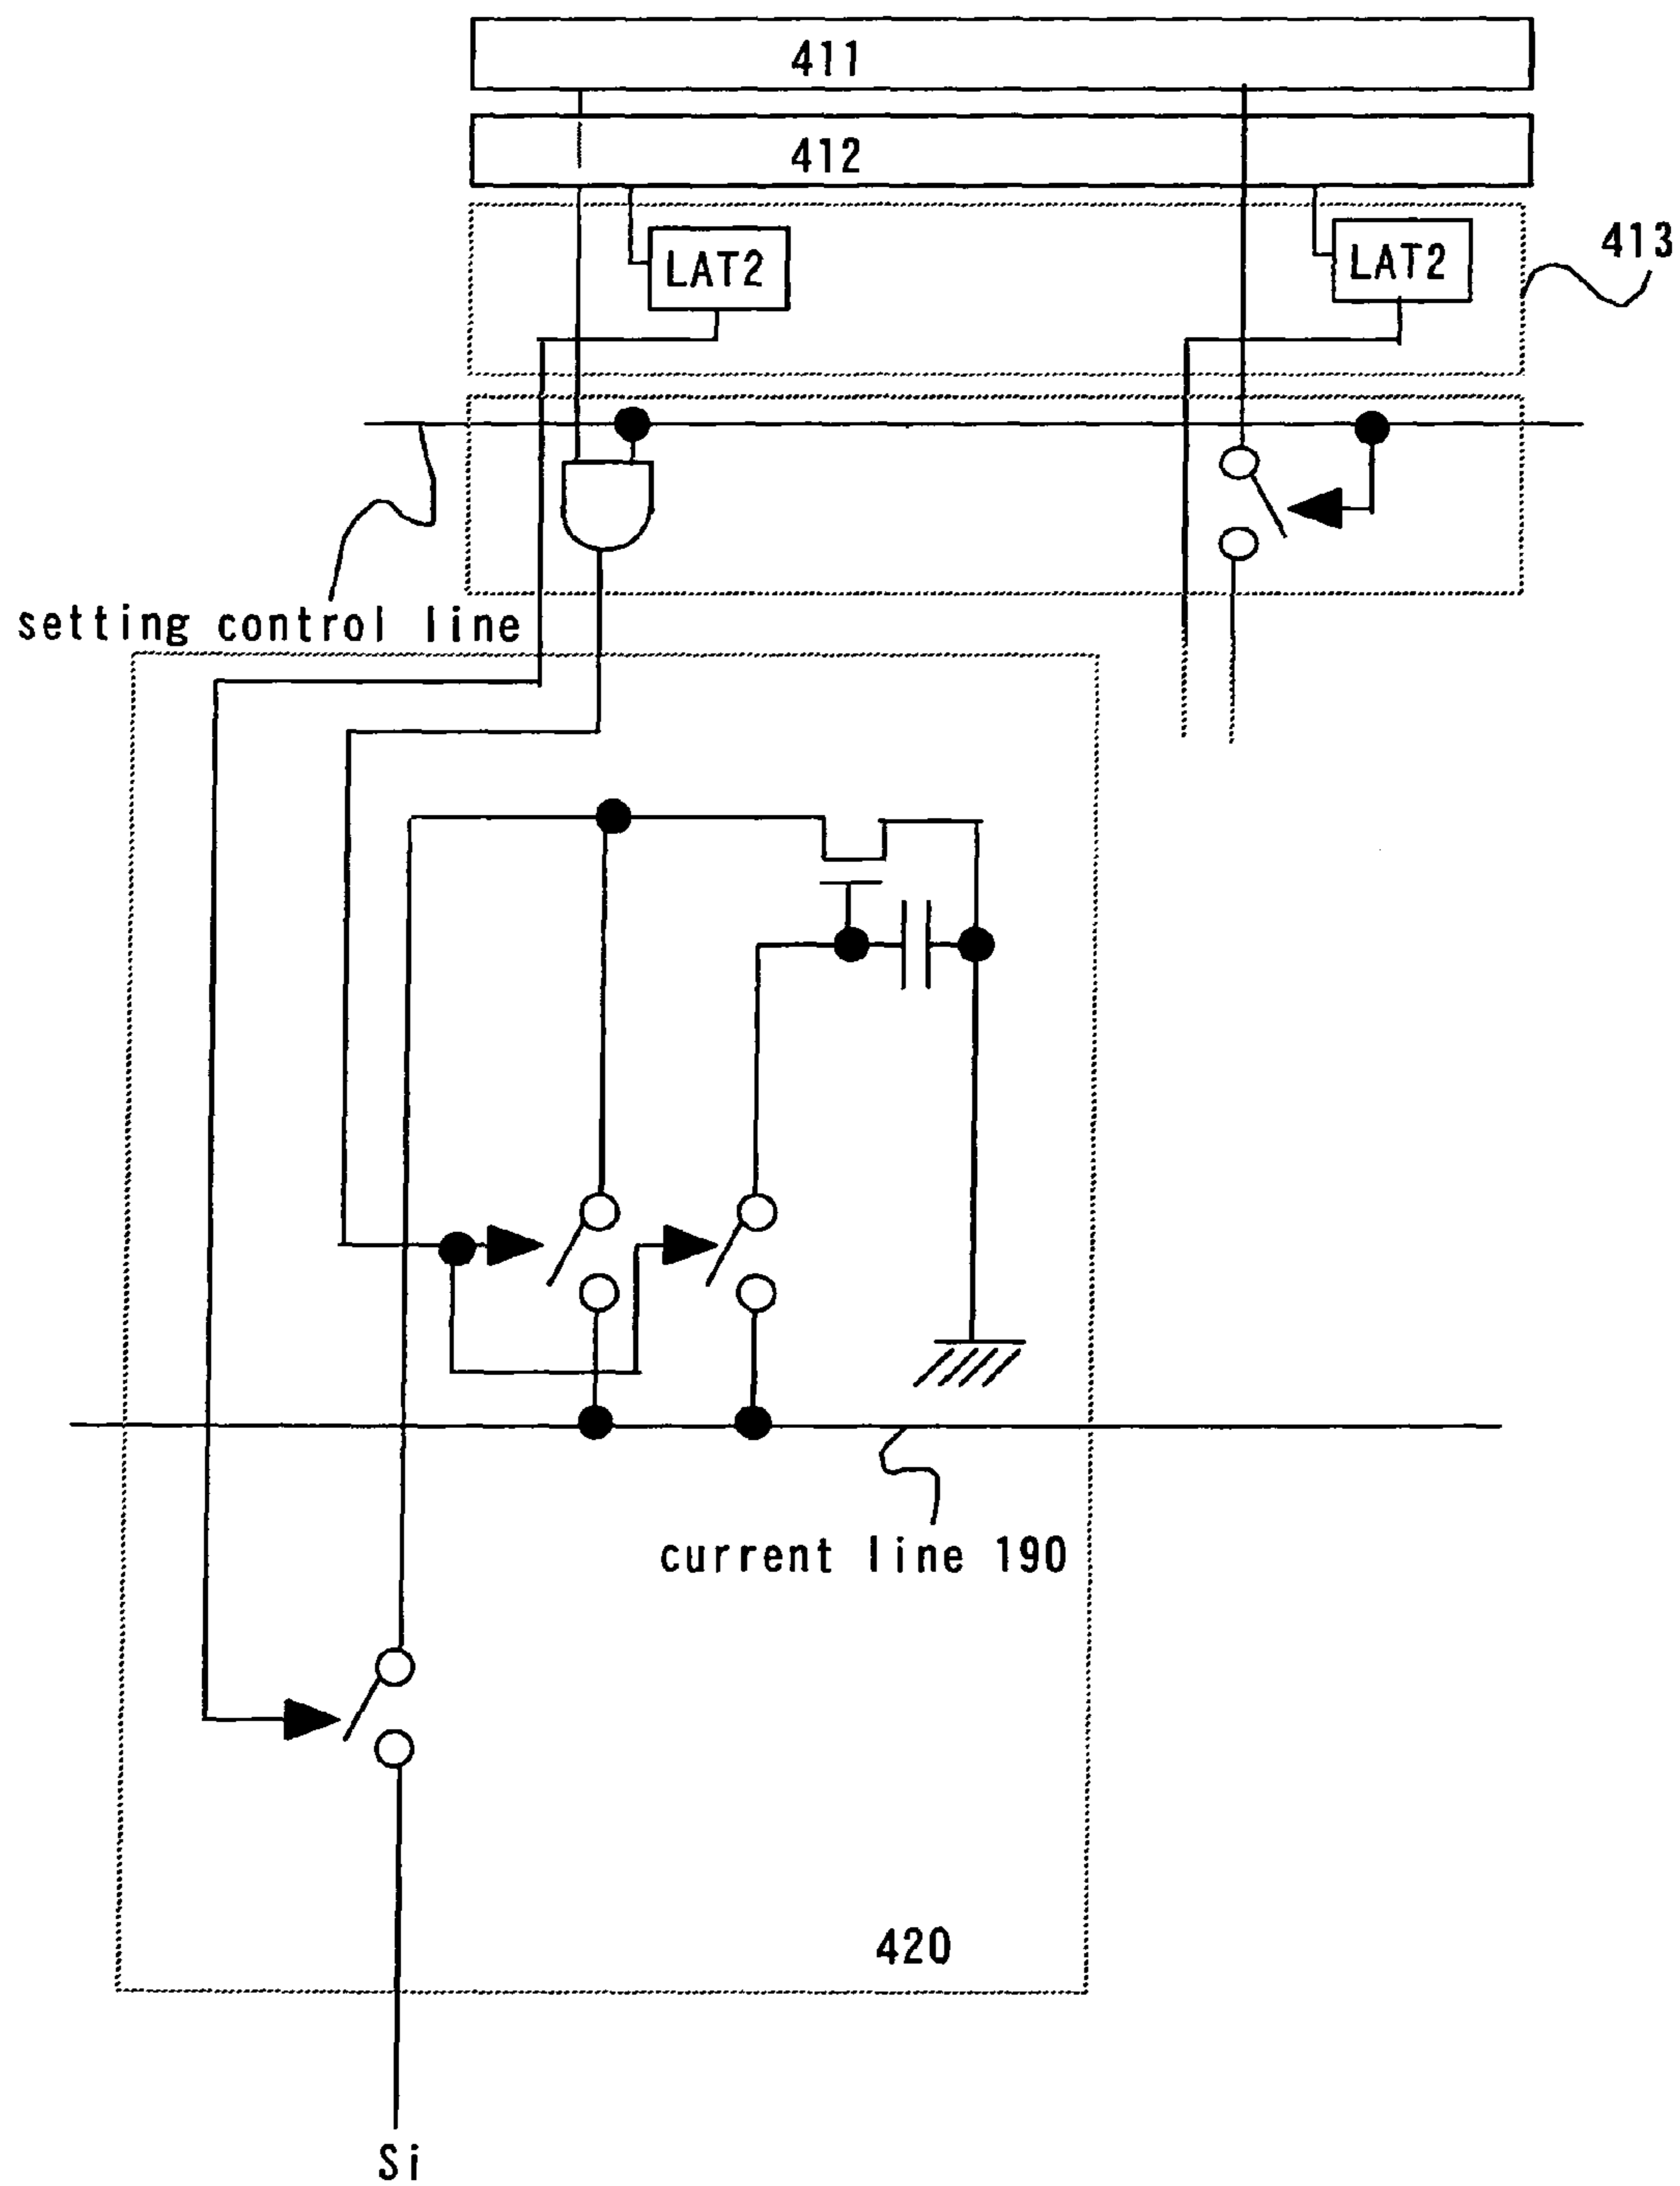 411
412
LAT2
LAT2
413
setting control line
current line 190
420
Si